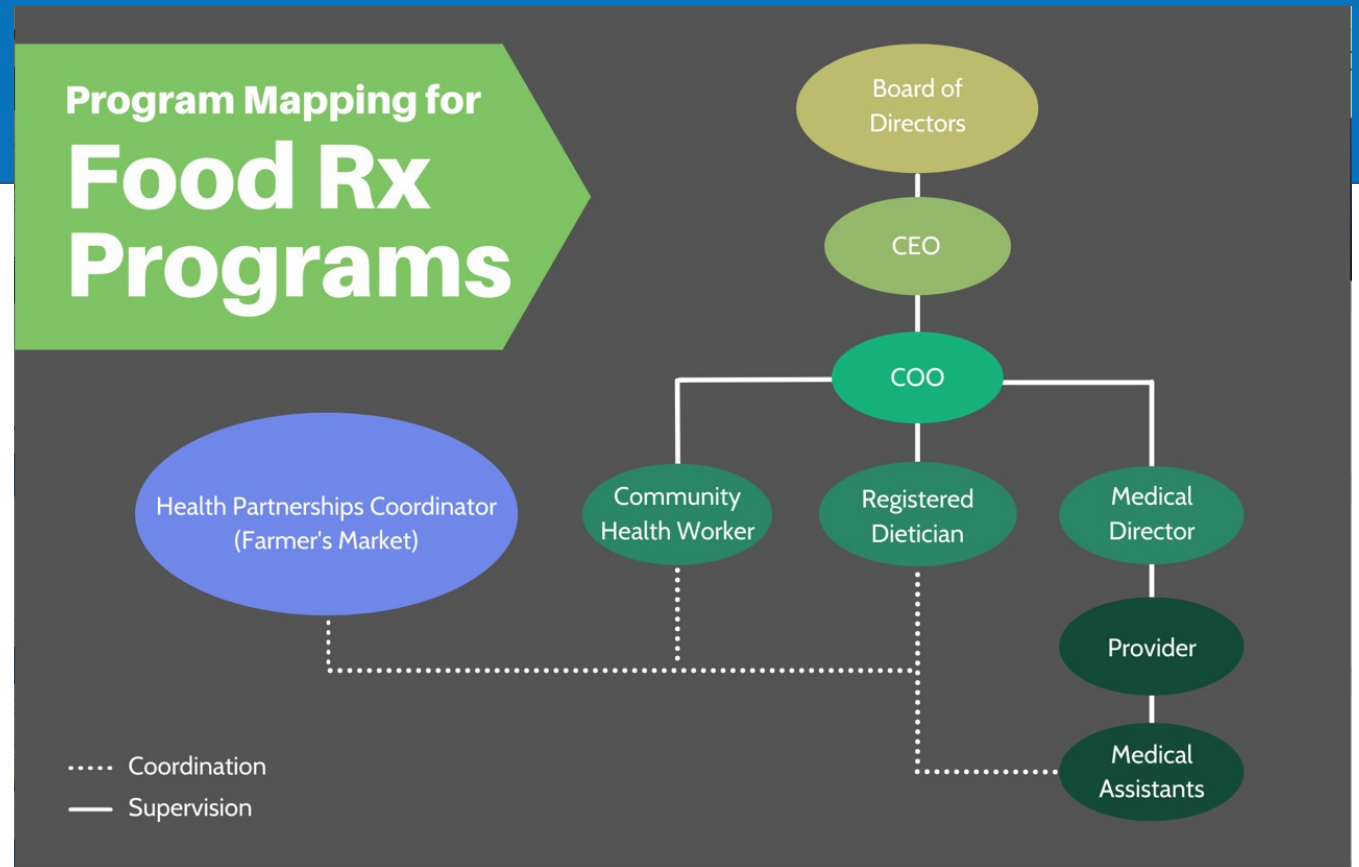 Program Mapping for
Food Rx
Programs
Board of
Directors
CEO
COO
Health Partnerships Coordinator
(Farmer's Market)
Community
Health Worker
Registered
Dietician
Medical
Director
Provider
Medical
Assistants
Coordination
Supervision